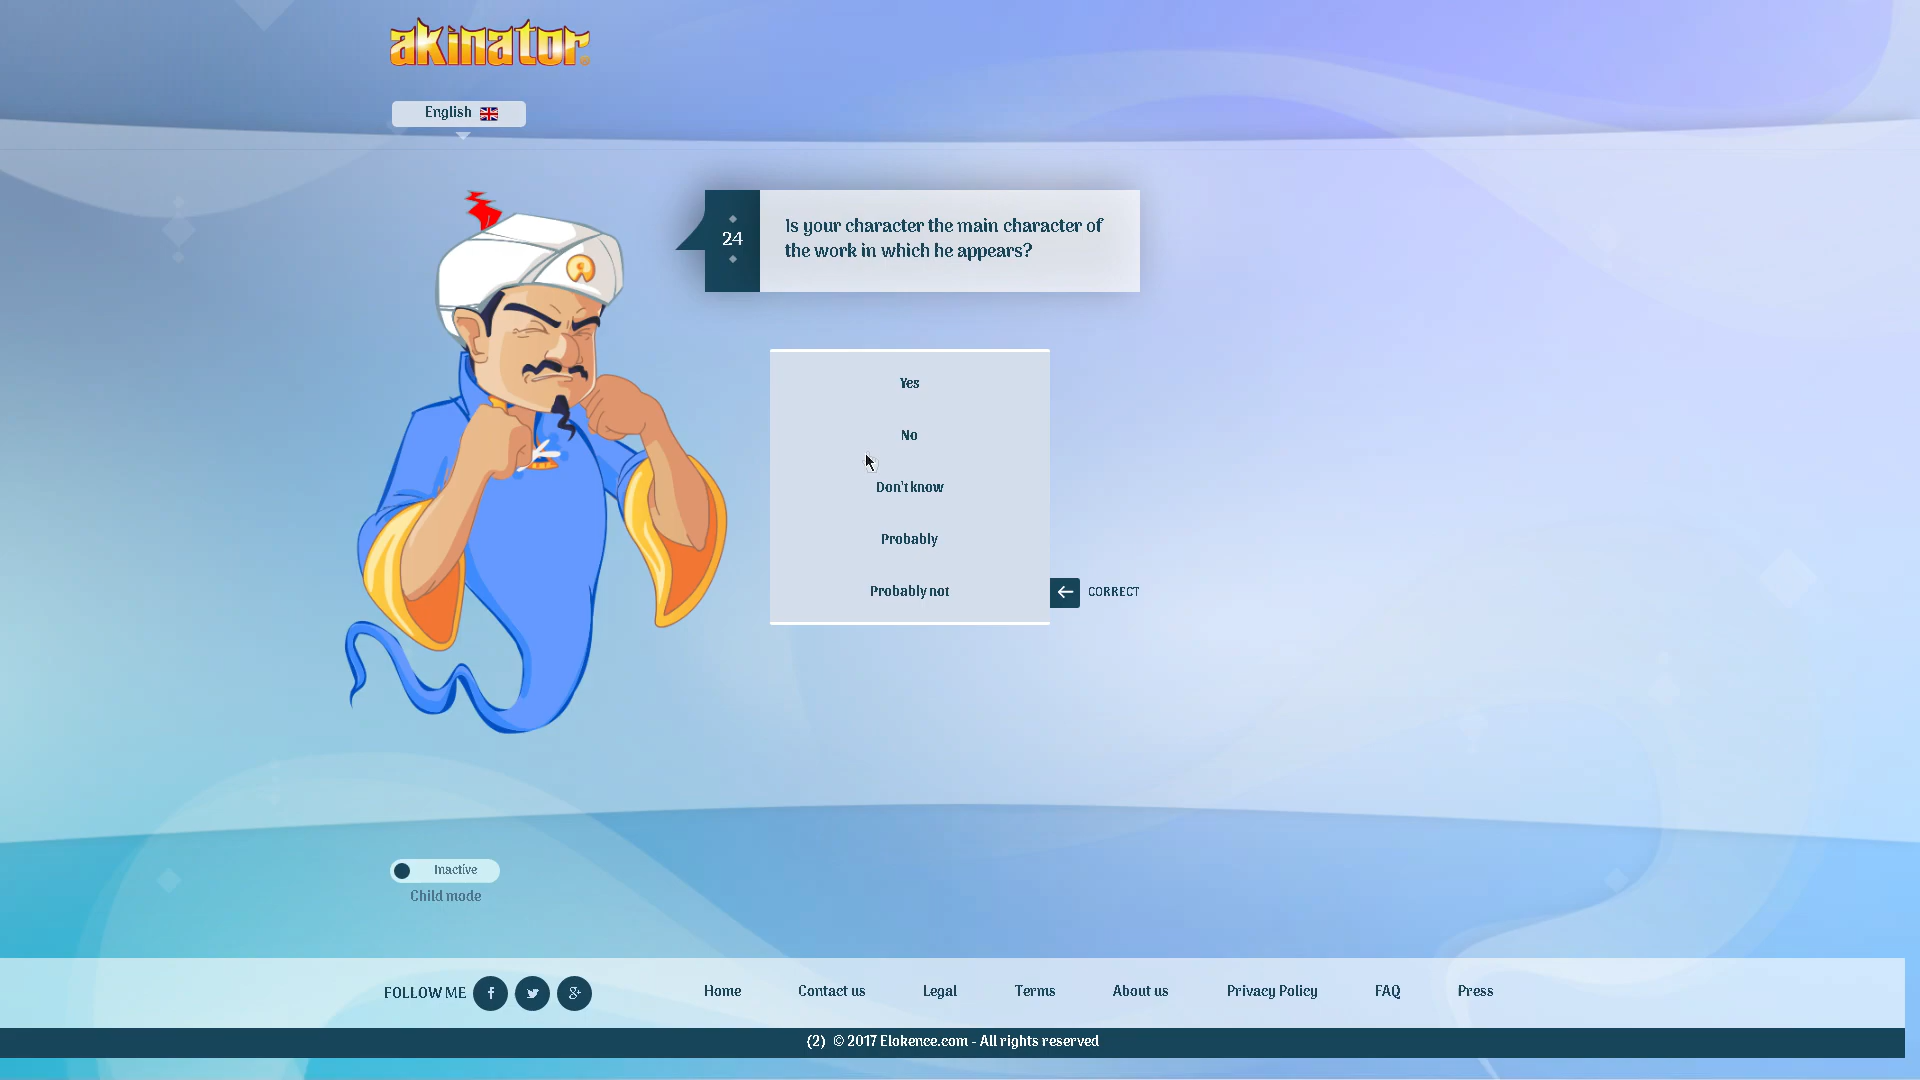 akinator
English
24
Is your character the main character of
the work in which he appears?
Yes
No
Don't know
Probably
Probably not
CORRECT
Inactive
Child mode
FOLLOW ME
Home
Contact us
Legal
Terms
About us
Privacy Policy
FAQ
Press
(2) © 2017 Elokence.com - All rights reserved